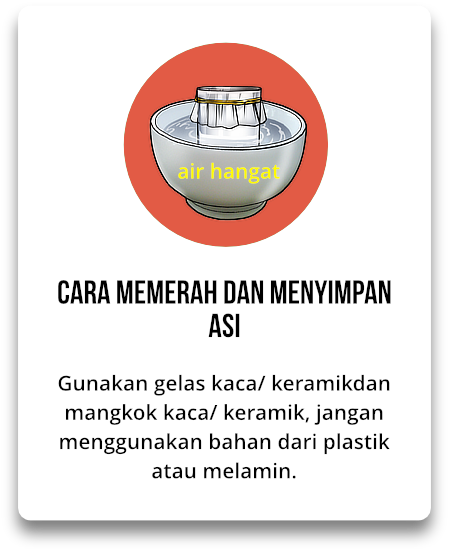 air hangat
CARA MEMERAH DAN MENYIMPAN
ASI
Gunakan gelas kaca/ keramikdan
mangkok kaca/ keramik, jangan
menggunakan bahan dari plastik
atau melamin.